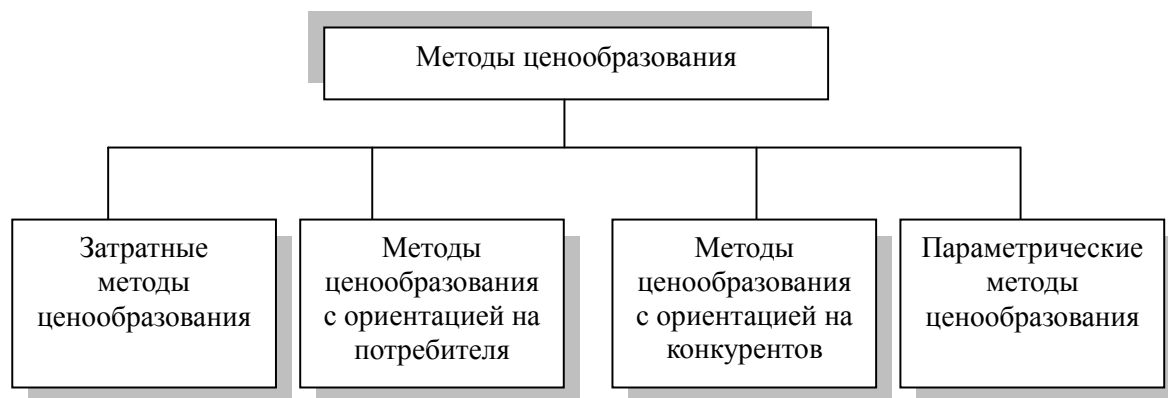 Методы ценообразования
Затратные
методы
ценообразования
Методы
ценообразования
с ориентацией на
потребителя
Методы
ценообразования
с ориентацией на
конкурентов
Параметрические
методы
ценообразования